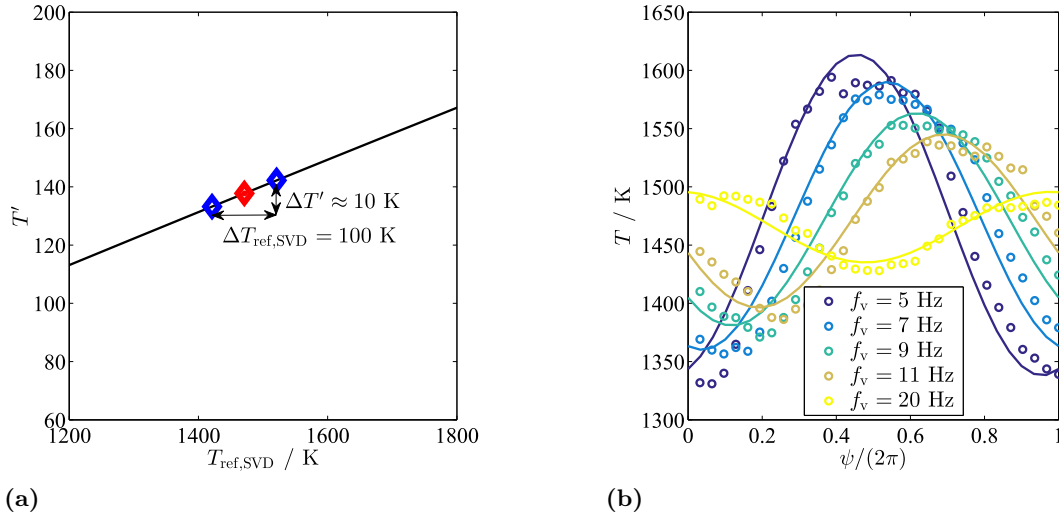 200
180
160
140
120
100
80
60
1200
1400
1600
1800
T′
T_ref,SVD / K
ΔT′ ≈ 10 K
ΔT_ref,SVD = 100 K
(a)
1650
1600
1550
1500
1450
1400
1350
1300
0
0.2
0.4
0.6
0.8
1
T / K
ψ/(2π)
f_v = 5 Hz
f_v = 7 Hz
f_v = 9 Hz
f_v = 11 Hz
f_v = 20 Hz
(b)